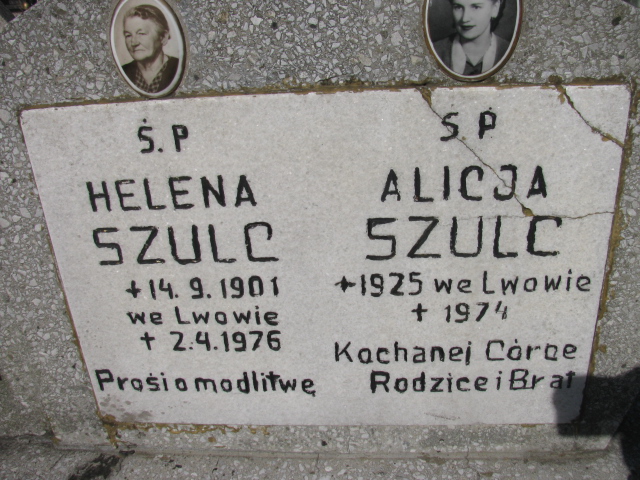 Ś.P
HELENA
SZULC
+14.9.1901
we Lwowie
+ 2.4.1976
Prosi o modlitwę
Ś.P
ALICJA
SZULC
+1925 we Lwowie
+ 1974
Kochanej Córce
Rodzice i Brat